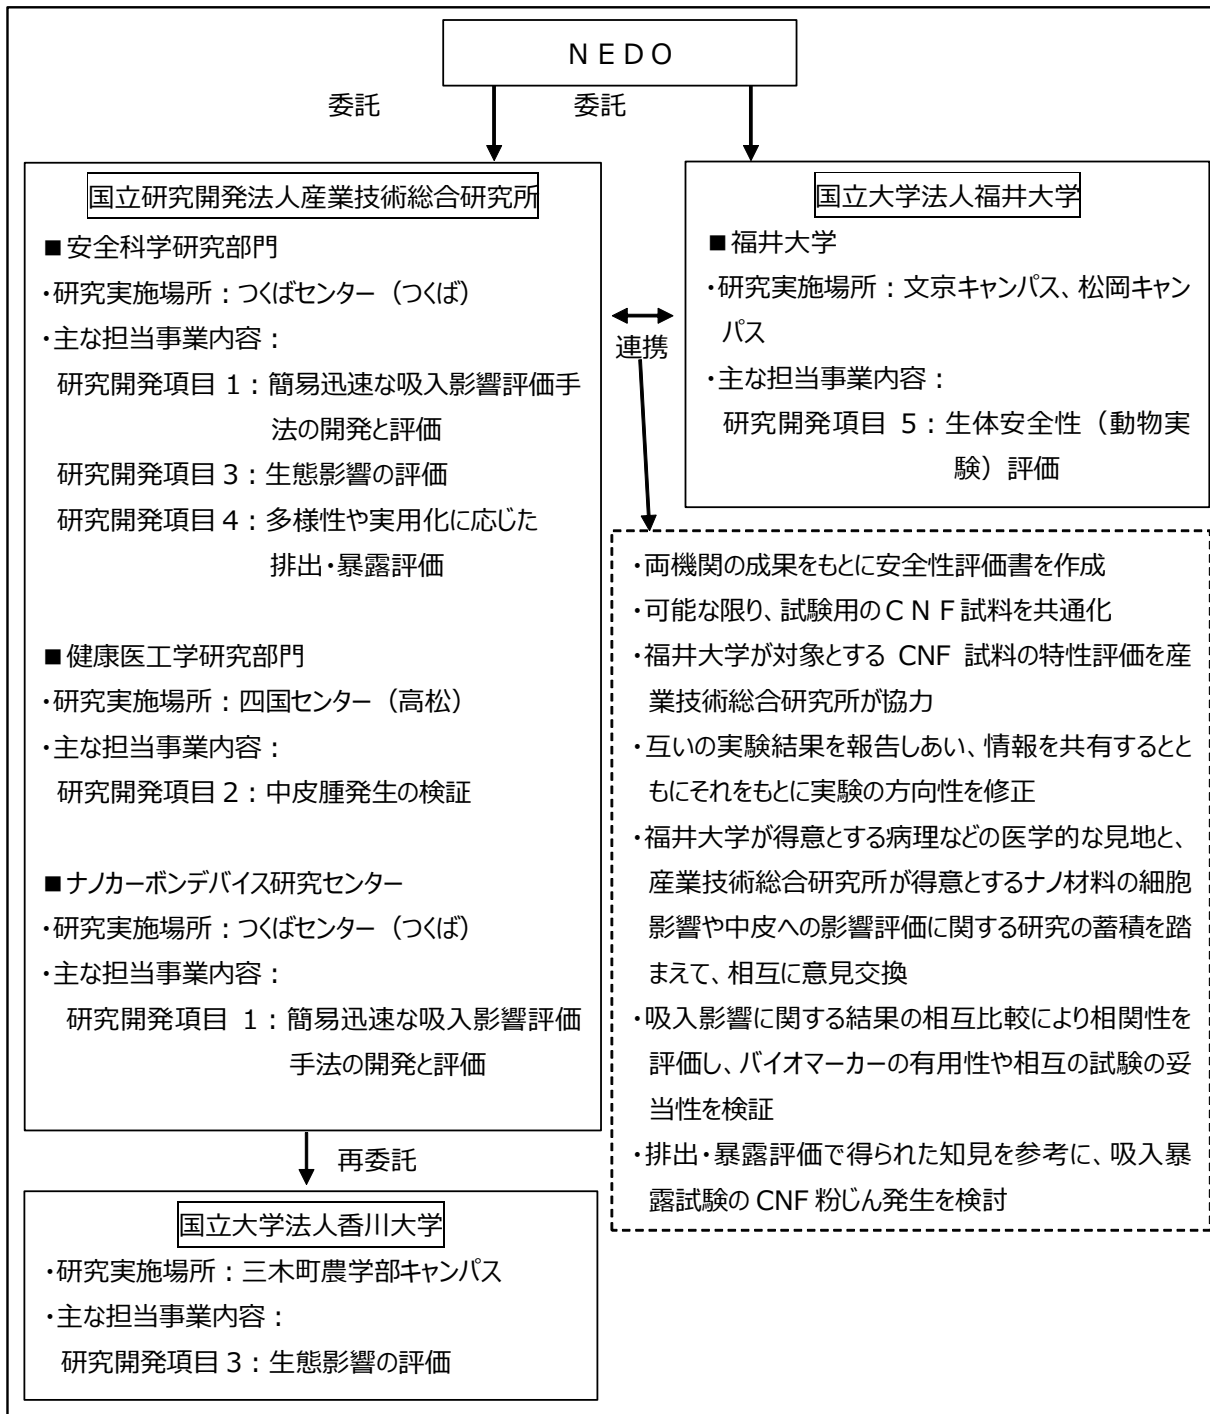 NEDO
委託
委託
国立研究開発法人産業技術総合研究所
■安全科学研究部門
・研究実施場所：つくばセンター（つくば）
・主な担当事業内容：
研究開発項目1：簡易迅速な吸入影響評価手
法の開発と評価
研究開発項目3：生態影響の評価
研究開発項目4：多様性や実用化に応じた
排出・暴露評価
■健康医工学研究部門
・研究実施場所：四国センター（高松）
・主な担当事業内容：
研究開発項目2：中皮腫発生の検証
■ナノカーボンデバイス研究センター
・研究実施場所：つくばセンター（つくば）
・主な担当事業内容：
研究開発項目 1：簡易迅速な吸入影響評価
手法の開発と評価
連携
国立大学法人福井大学
■福井大学
・研究実施場所：文京キャンパス、松岡キャン
パス
・主な担当事業内容：
研究開発項目 5：生体安全性（動物実
験）評価
・両機関の成果をもとに安全性評価書を作成
・可能な限り、試験用のCNF試料を共通化
・福井大学が対象とする CNF 試料の特性評価を産
業技術総合研究所が協力
・互いの実験結果を報告しあい、情報を共有するとと
もにそれをもとに実験の方向性を修正
・福井大学が得意とする病理などの医学的な見地と、
産業技術総合研究所が得意とするナノ材料の細胞
影響や中皮への影響評価に関する研究の蓄積を踏
まえて、相互に意見交換
・吸入影響に関する結果の相互比較により相関性を
評価し、バイオマーカーの有用性や相互の試験の妥
当性を検証
・排出・暴露評価で得られた知見を参考に、吸入暴
露試験の CNF 粉じん発生を検討
再委託
国立大学法人香川大学
・研究実施場所：三木町農学部キャンパス
・主な担当事業内容：
研究開発項目3：生態影響の評価